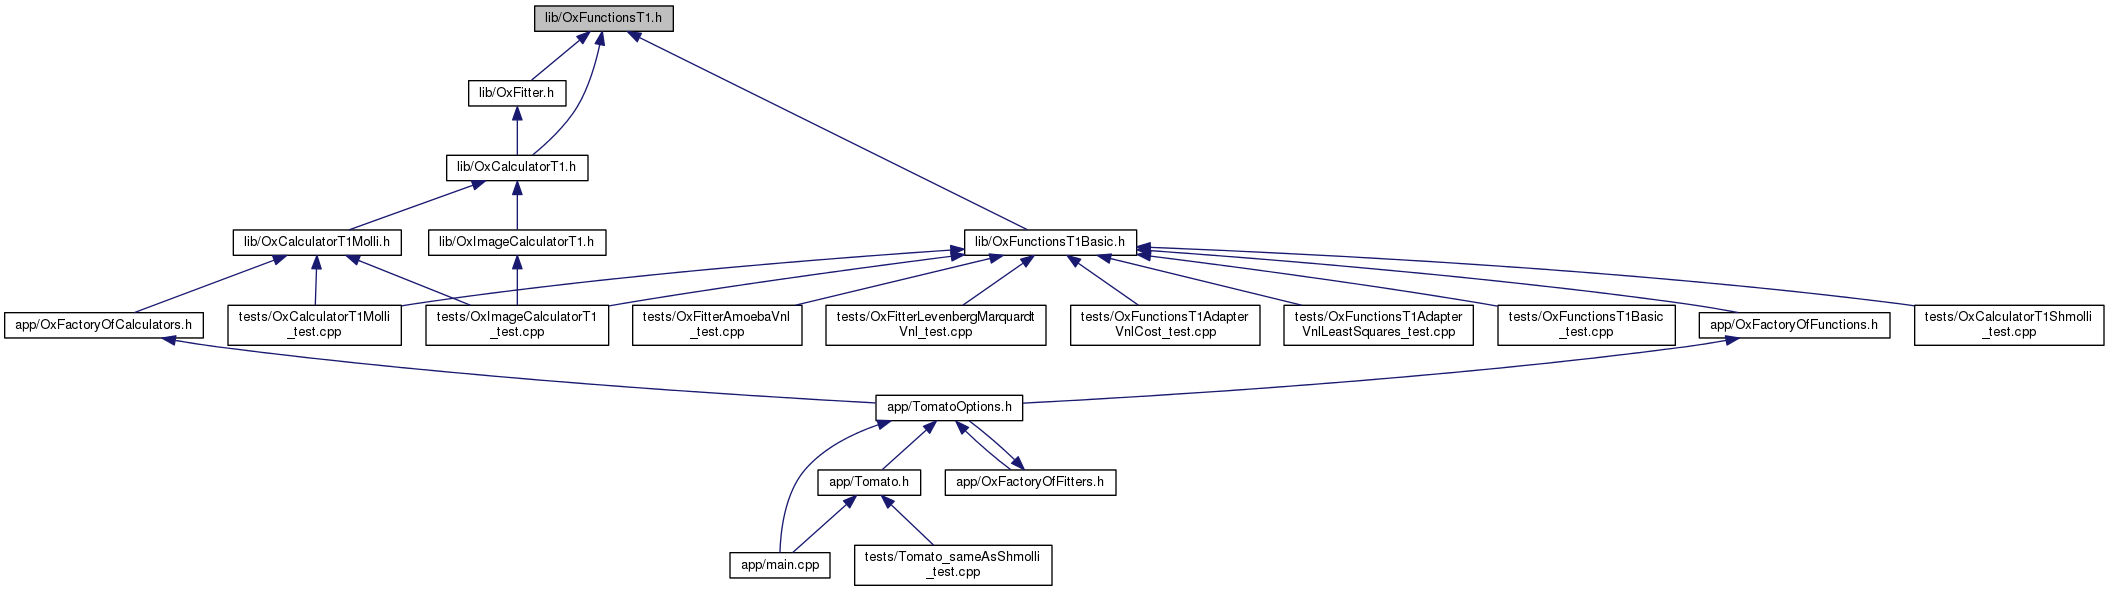 lib/OxFunctionsT1.h
lib/OxFitter.h
lib/OxCalculatorT1.h
lib/OxCalculatorT1Molli.h
lib/OxImageCalculatorT1.h
lib/OxFunctionsT1Basic.h
app/OxFactoryOfCalculators.h
tests/OxCalculatorT1Molli
_test.cpp
tests/OxImageCalculatorT1
_test.cpp
tests/OxFitterAmoebaVnl
_test.cpp
tests/OxFitterLevenbergMarquardt
Vnl_test.cpp
tests/OxFunctionsT1Adapter
VnlCost_test.cpp
tests/OxFunctionsT1Adapter
VnlLeastSquares_test.cpp
tests/OxFunctionsT1Basic
_test.cpp
app/OxFactoryOfFunctions.h
tests/OxCalculatorT1Shmolli
_test.cpp
app/TomatoOptions.h
app/Tomato.h
app/OxFactoryOfFitters.h
app/main.cpp
tests/Tomato_sameAsShmolli
_test.cpp